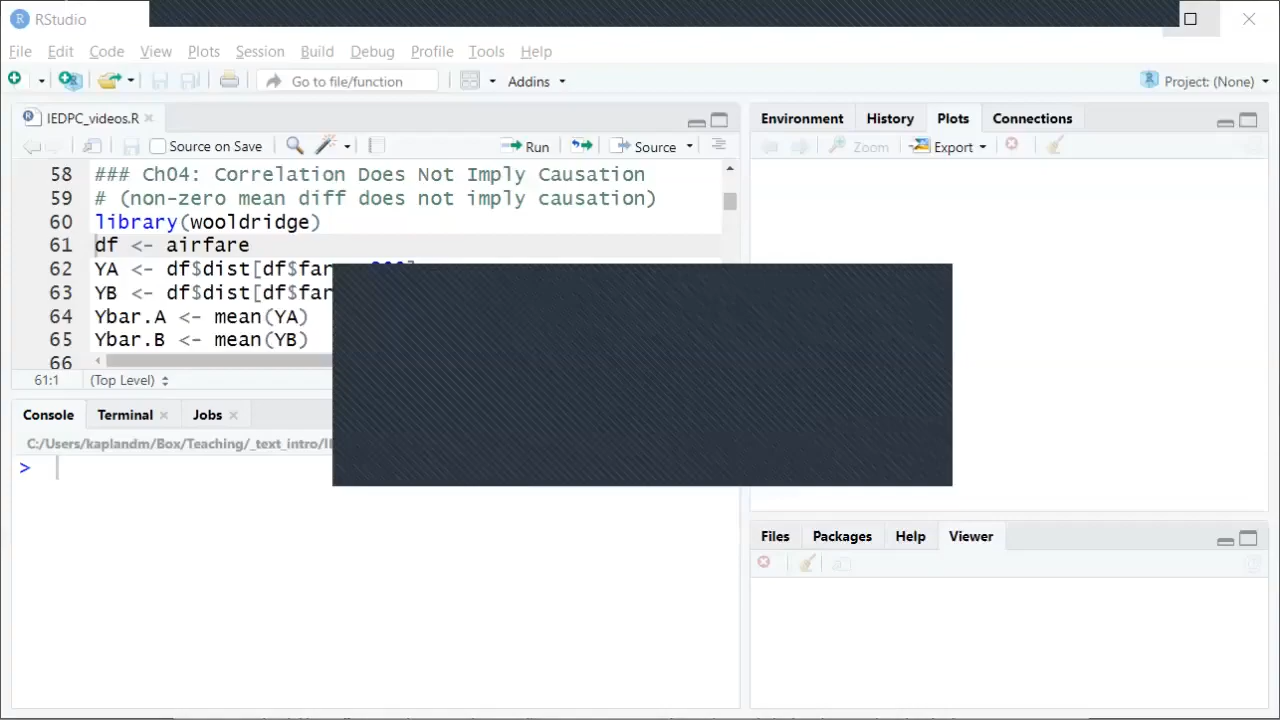 RStudio
File Edit Code View Plots Session Build Debug Profile Tools Help
Go to file/function Addins Project: (None)
IEDPC_videos.R
Source on Save Run Source
58 ### Ch04: Correlation Does Not Imply Causation
59 # (non-zero mean diff does not imply causation)
60 library(wooldridge)
61 df <- airfare
62 YA <- df$dist[df$far
63 YB <- df$dist[df$far
64 Ybar.A <- mean(YA)
65 Ybar.B <- mean(YB)
66
61:1 (Top Level)
Console Terminal Jobs
C:/Users/kaplandm/Box/Teaching/_text_intro/
>
Environment History Plots Connections
Zoom Export
Files Packages Help Viewer